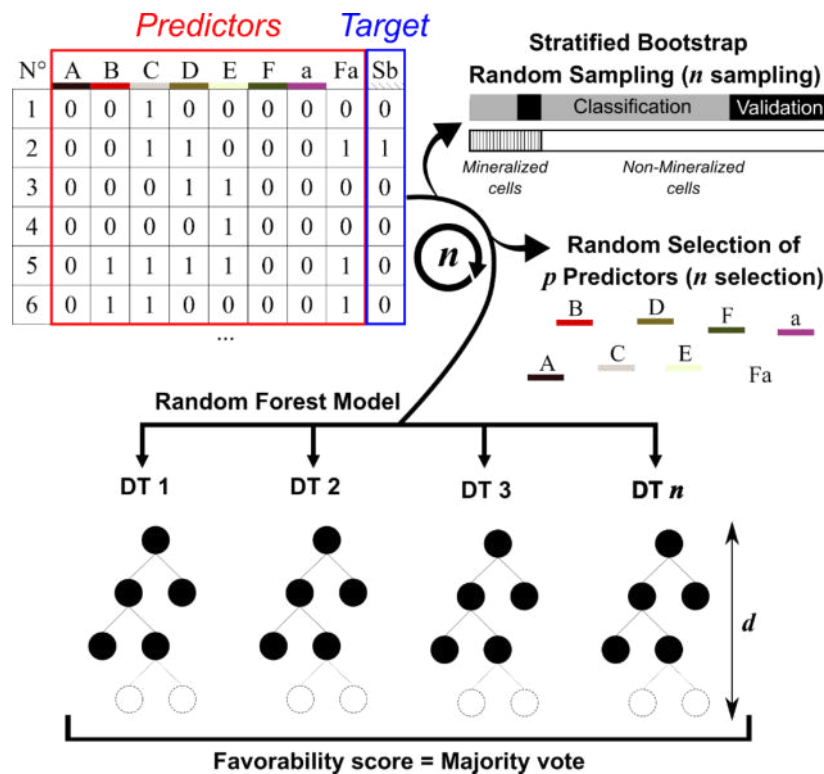 Predictors Target
N° A B C D E F a Fa Sb
1 0 0 1 0 0 0 0 0 0
2 0 0 1 1 0 0 0 1 1
3 0 0 0 1 1 0 0 0 0
4 0 0 0 0 1 0 0 0 0
5 0 1 1 1 1 0 0 1 0
6 0 1 1 0 0 0 0 1 0
...
Stratified Bootstrap
Random Sampling (n sampling)
Classification Validation
Mineralized
cells
Non-Mineralized
cells
n
Random Selection of
p Predictors (n selection)
B D F a
A C E Fa
Random Forest Model
DT 1 DT 2 DT 3 DT n
d
Favorability score = Majority vote